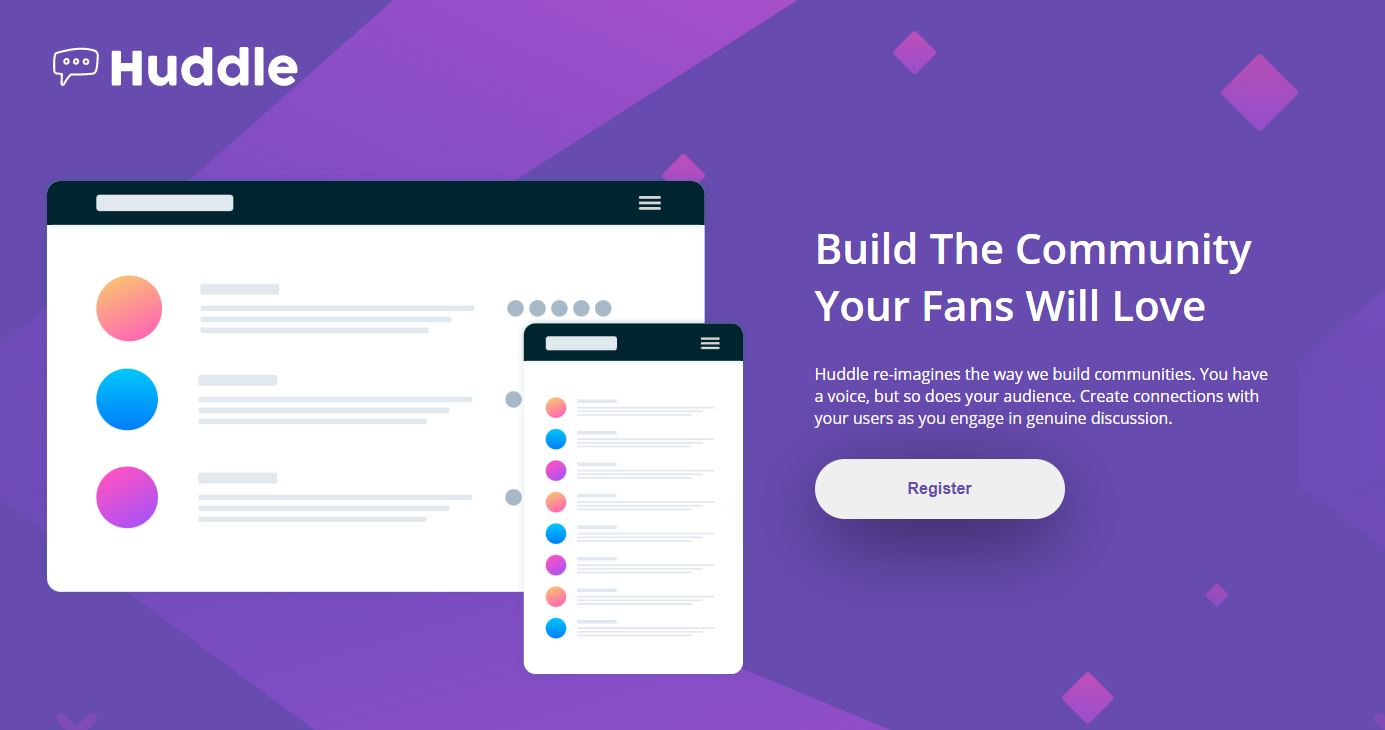 Huddle
Build The Community
Your Fans Will Love
Huddle re-imagines the way we build communities. You have
a voice, but so does your audience. Create connections with
your users as you engage in genuine discussion.
Register